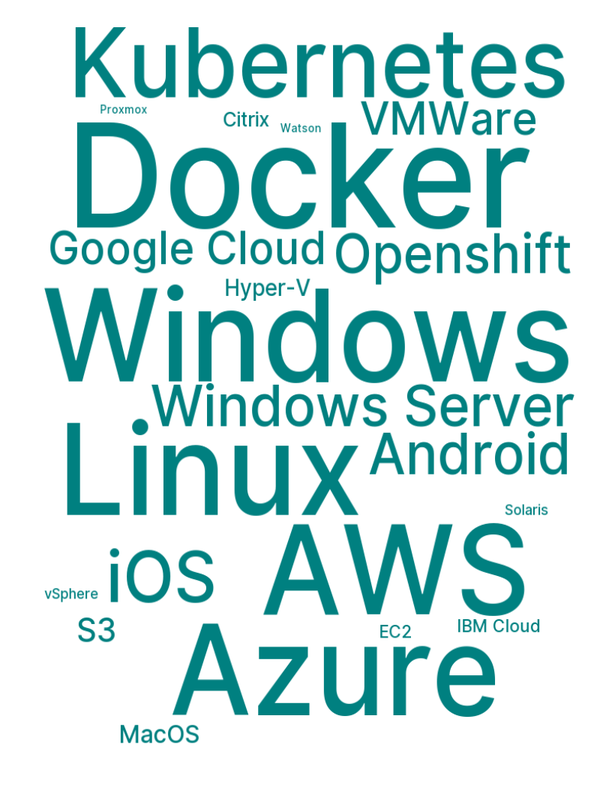 Kubernetes
Proxmox
Citrix
Watson
VMWare
Docker
Google Cloud
Openshift
Hyper-V
Windows
Windows Server
Linux
Android
Solaris
AWS
iOS
vSphere
S3
EC2
IBM Cloud
Azure
MacOS